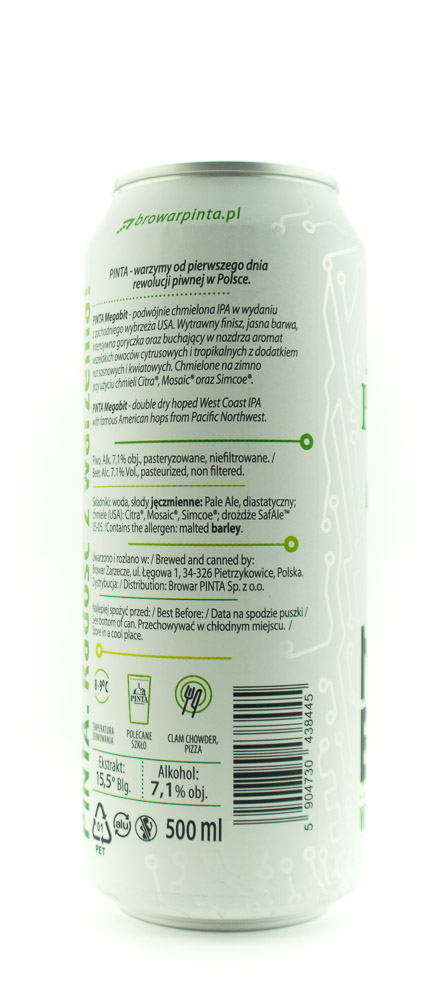 browarpinta.pl
PINTA - warzymy od pierwszego dnia
rewolucji piwnej w Polsce.
PINTA Megabit - podwójnie chmielona IPA w wydaniu
z zachodniego wybrzeża USA. Wytrawny finisz, jasna barwa,
intensywna goryczka oraz buchający w nozdrza aromat
wszelakich owoców cytrusowych i tropikalnych z dodatkiem
nut sosnowych i kwiatowych. Chmielone na zimno
przy użyciu chmieli Citra®, Mosaic® oraz Simcoe®.
PINTA Megabit - double dry hoped West Coast IPA
with famous American hops from Pacific Northwest.
Piwo, Alk. 7,1% obj., pasteryzowane, niefiltrowane. /
Beer, Alc. 7.1% Vol., pasteurized, non filtered.
Składniki: woda, słody jęczmienne: Pale Ale, diastatyczny;
chmiele (USA): Citra®, Mosaic®, Simcoe®; drożdże SafAle™
US-05. /Contains the allergen: malted barley.
Uwarzono i rozlano w: / Brewed and canned by:
Browar Zarzecze, ul. Łęgowa 1, 34-326 Pietrzykowice, Polska.
Dystrybucja: / Distribution: Browar PINTA Sp. z o.o.
Najlepiej spożyć przed: / Best Before: / Data na spodzie puszki /
See bottom of can. Przechowywać w chłodnym miejscu. /
Store in a cool place.
8-9°C
PINTA
TEMPERATURA
SERWOWANIA
POLECANE
SZKŁO
CLAM CHOWDER,
PIZZA
Ekstrakt:
15,5° Blg.
Alkohol:
7,1% obj.
01
PET
alu
500 ml
5 904730 438445